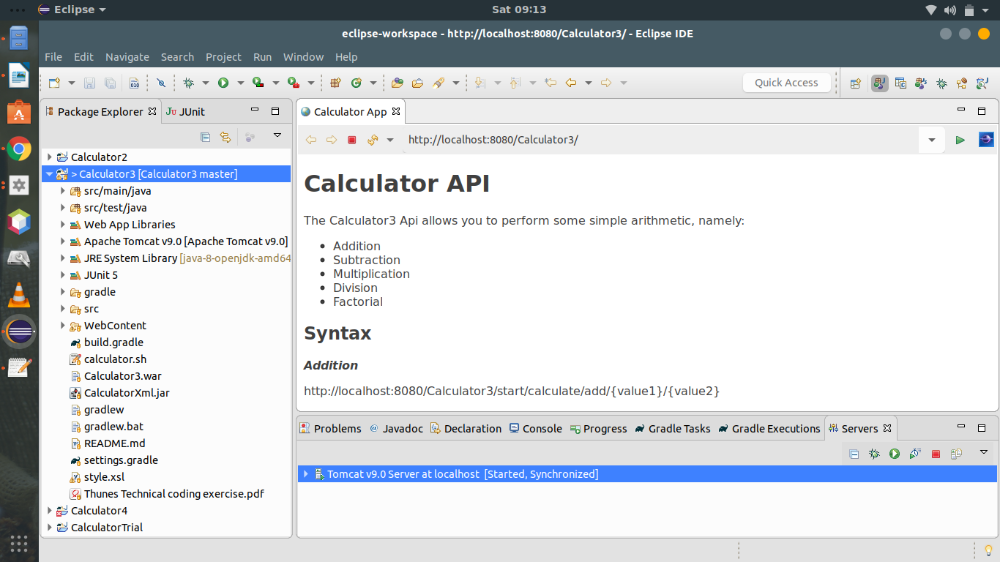 Eclipse
Sat 09:13
eclipse-workspace - http://localhost:8080/Calculator3/ - Eclipse IDE
File Edit Navigate Search Project Run Window Help
010
Quick Access
Package Explorer
JU JUnit
Calculator2
> Calculator3 [Calculator3 master]
src/main/java
src/test/java
Web App Libraries
Apache Tomcat v9.0 [Apache Tomcat v9.0]
JRE System Library [java-8-openjdk-amd64
JUnit 5
gradle
src
WebContent
build.gradle
calculator.sh
Calculator3.war
CalculatorXml.jar
gradlew
gradlew.bat
README.md
settings.gradle
style.xsl
Thunes Technical coding exercise.pdf
Calculator4
CalculatorTrial
Calculator App
http://localhost:8080/Calculator3/
Calculator API
The Calculator3 Api allows you to perform some simple arithmetic, namely:
• Addition
• Subtraction
• Multiplication
• Division
• Factorial
Syntax
Addition
http://localhost:8080/Calculator3/start/calculate/add/{value1}/{value2}
Problems @ Javadoc Declaration Console Progress Gradle Tasks Gradle Executions Servers
Tomcat v9.0 Server at localhost [Started, Synchronized]